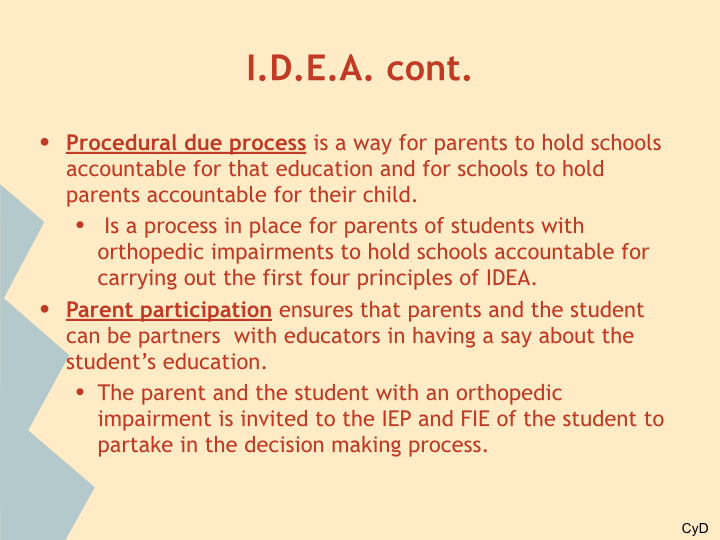 I.D.E.A. cont.
• Procedural due process is a way for parents to hold schools
accountable for that education and for schools to hold
parents accountable for their child.
• Is a process in place for parents of students with
orthopedic impairments to hold schools accountable for
carrying out the first four principles of IDEA.
• Parent participation ensures that parents and the student
can be partners  with educators in having a say about the
student’s education.
• The parent and the student with an orthopedic
impairment is invited to the IEP and FIE of the student to
partake in the decision making process.
CyD